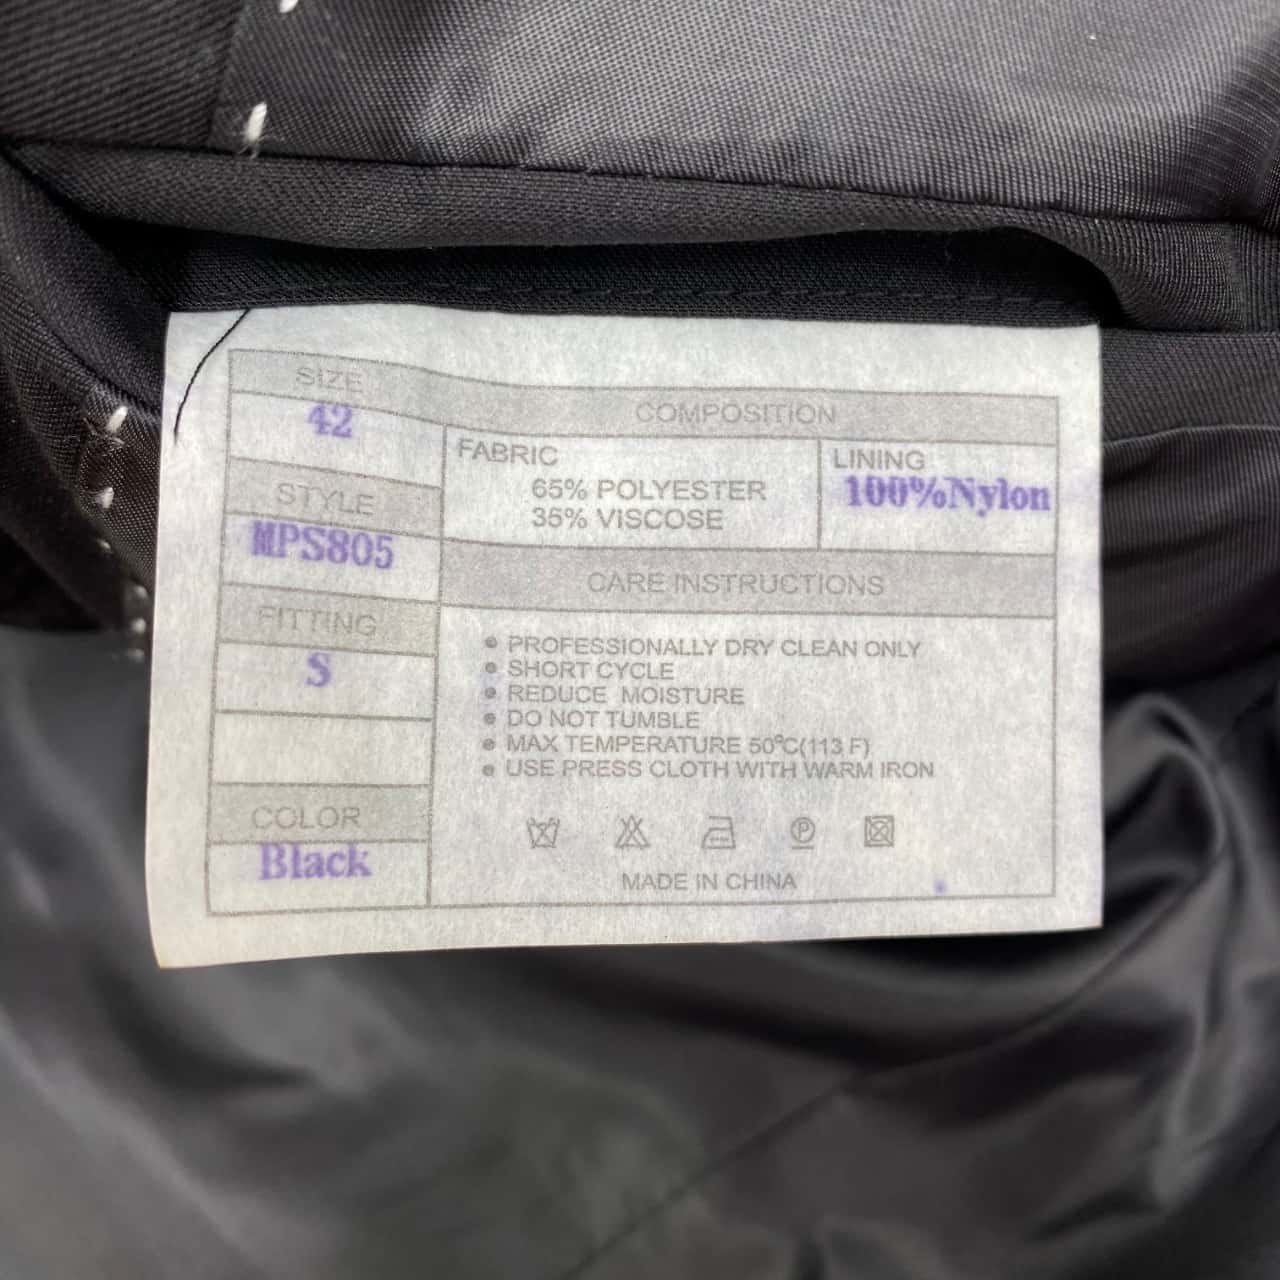 SIZE
42
STYLE
MPS805
FITTING
S
COLOR
Black
COMPOSITION
FABRIC
65% POLYESTER
35% VISCOSE
LINING
100%Nylon
CARE INSTRUCTIONS
• PROFESSIONALLY DRY CLEAN ONLY
• SHORT CYCLE
• REDUCE MOISTURE
• DO NOT TUMBLE
• MAX TEMPERATURE 50°C(113 F)
• USE PRESS CLOTH WITH WARM IRON
P
MADE IN CHINA